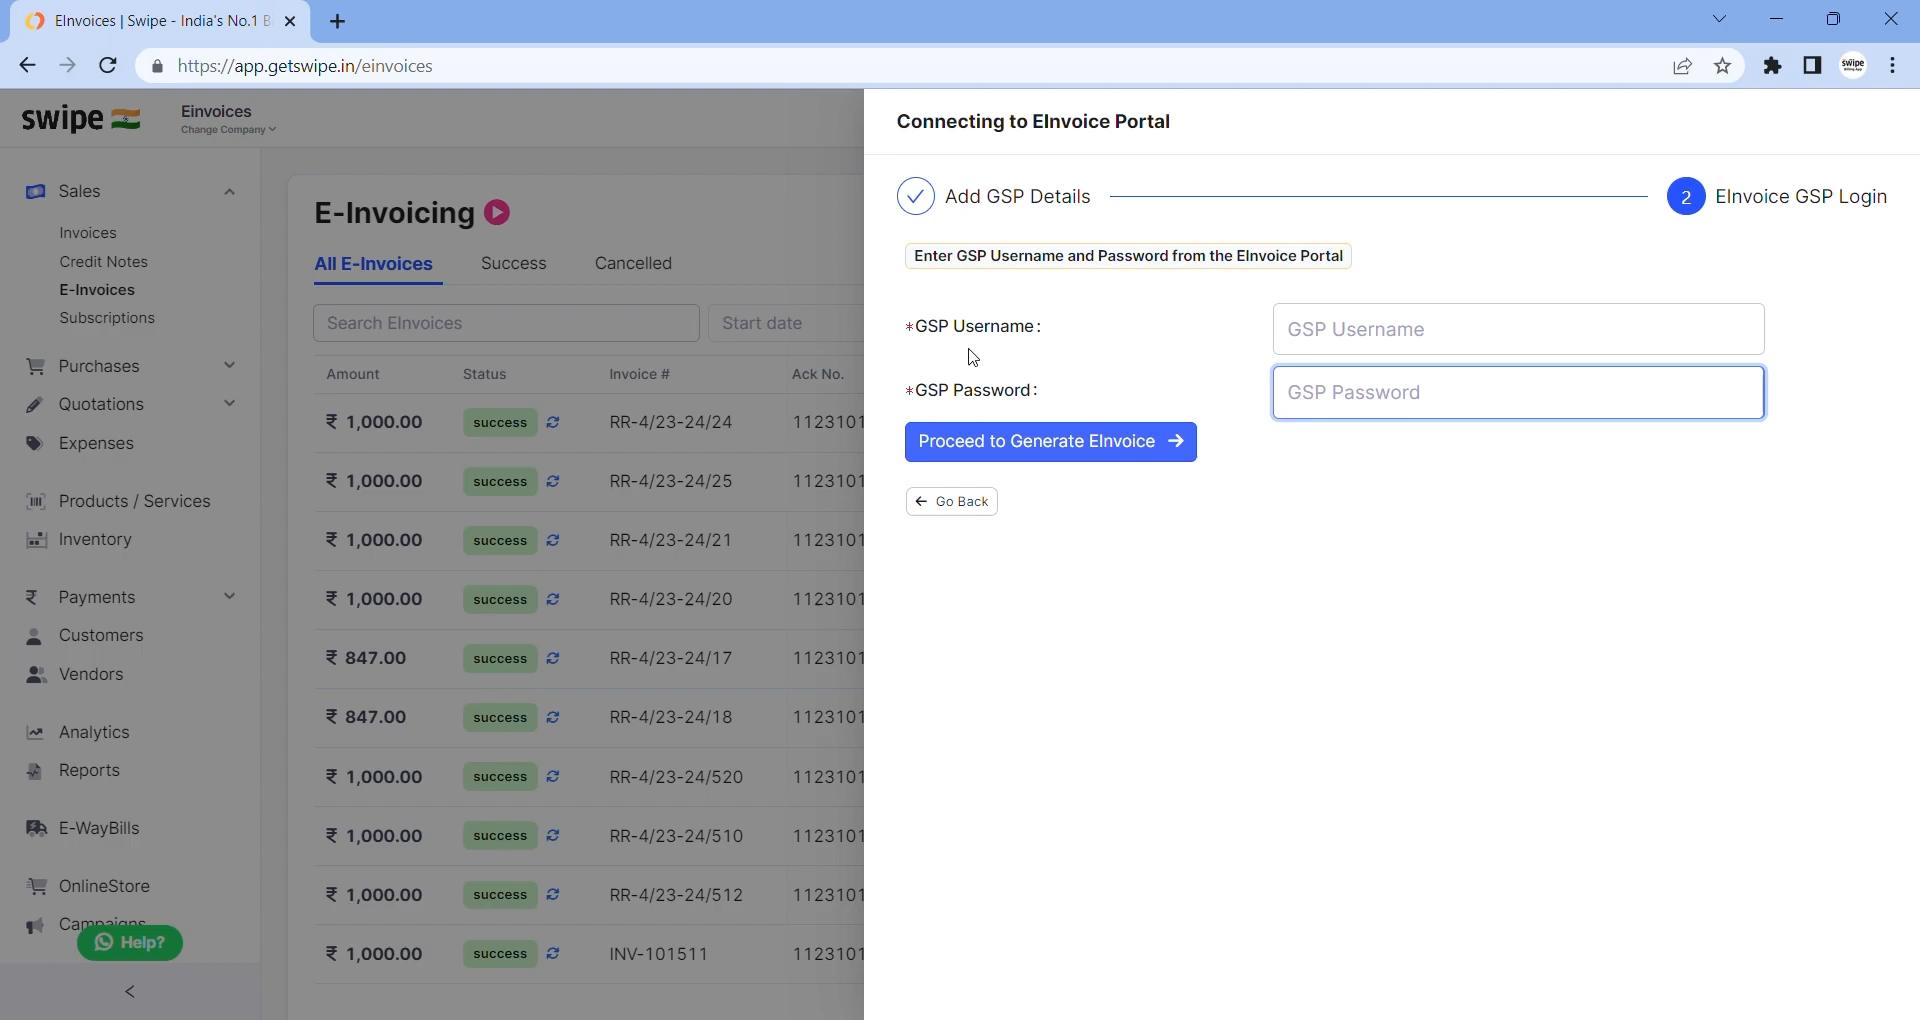 EInvoices | Swipe - India's No.1 B
https://app.getswipe.in/einvoices
swipe
Billing App
swipe
Einvoices
Change Company
Sales
Invoices
Credit Notes
E-Invoices
Subscriptions
Purchases
Quotations
Expenses
Products / Services
Inventory
₹ Payments
Customers
Vendors
Analytics
Reports
E-WayBills
OnlineStore
Campaigns
Help?
E-Invoicing
All E-Invoices Success Cancelled
Search EInvoices Start date
Amount Status Invoice # Ack No.
₹ 1,000.00 success RR-4/23-24/24 1123101
₹ 1,000.00 success RR-4/23-24/25 1123101
₹ 1,000.00 success RR-4/23-24/21 1123101
₹ 1,000.00 success RR-4/23-24/20 1123101
₹ 847.00 success RR-4/23-24/17 1123101
₹ 847.00 success RR-4/23-24/18 1123101
₹ 1,000.00 success RR-4/23-24/520 1123101
₹ 1,000.00 success RR-4/23-24/510 1123101
₹ 1,000.00 success RR-4/23-24/512 1123101
₹ 1,000.00 success INV-101511 1123101
Connecting to EInvoice Portal
Add GSP Details 2 EInvoice GSP Login
Enter GSP Username and Password from the EInvoice Portal
*GSP Username: GSP Username
*GSP Password: GSP Password
Proceed to Generate EInvoice →
← Go Back